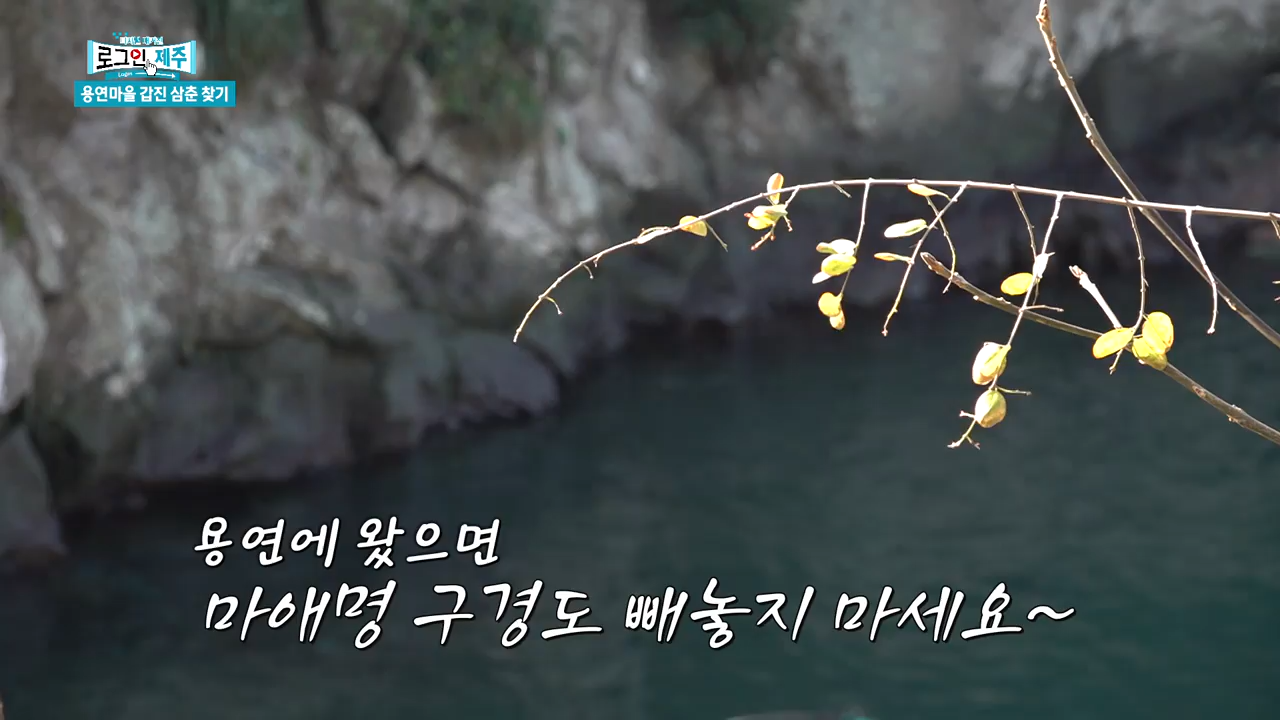 로그인 제주
Login
용연마을 갑진 삼춘 찾기
용연에 왔으면
마애명 구경도 빼놓지 마세요~